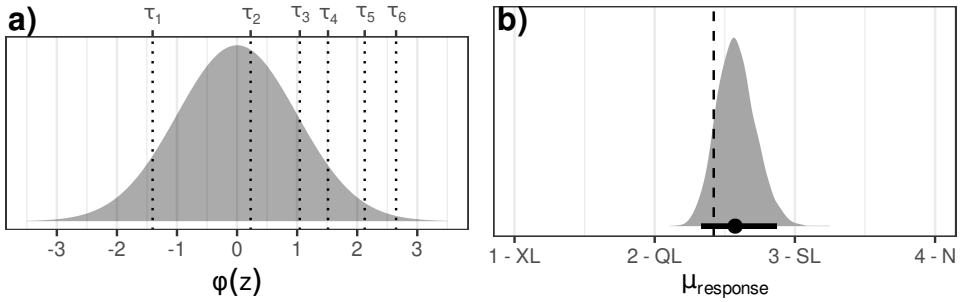 a)
τ1 τ2 τ3 τ4 τ5 τ6
-3 -2 -1 0 1 2 3
φ(z)
b)
1 - XL 2 - QL 3 - SL 4 - N
μresponse